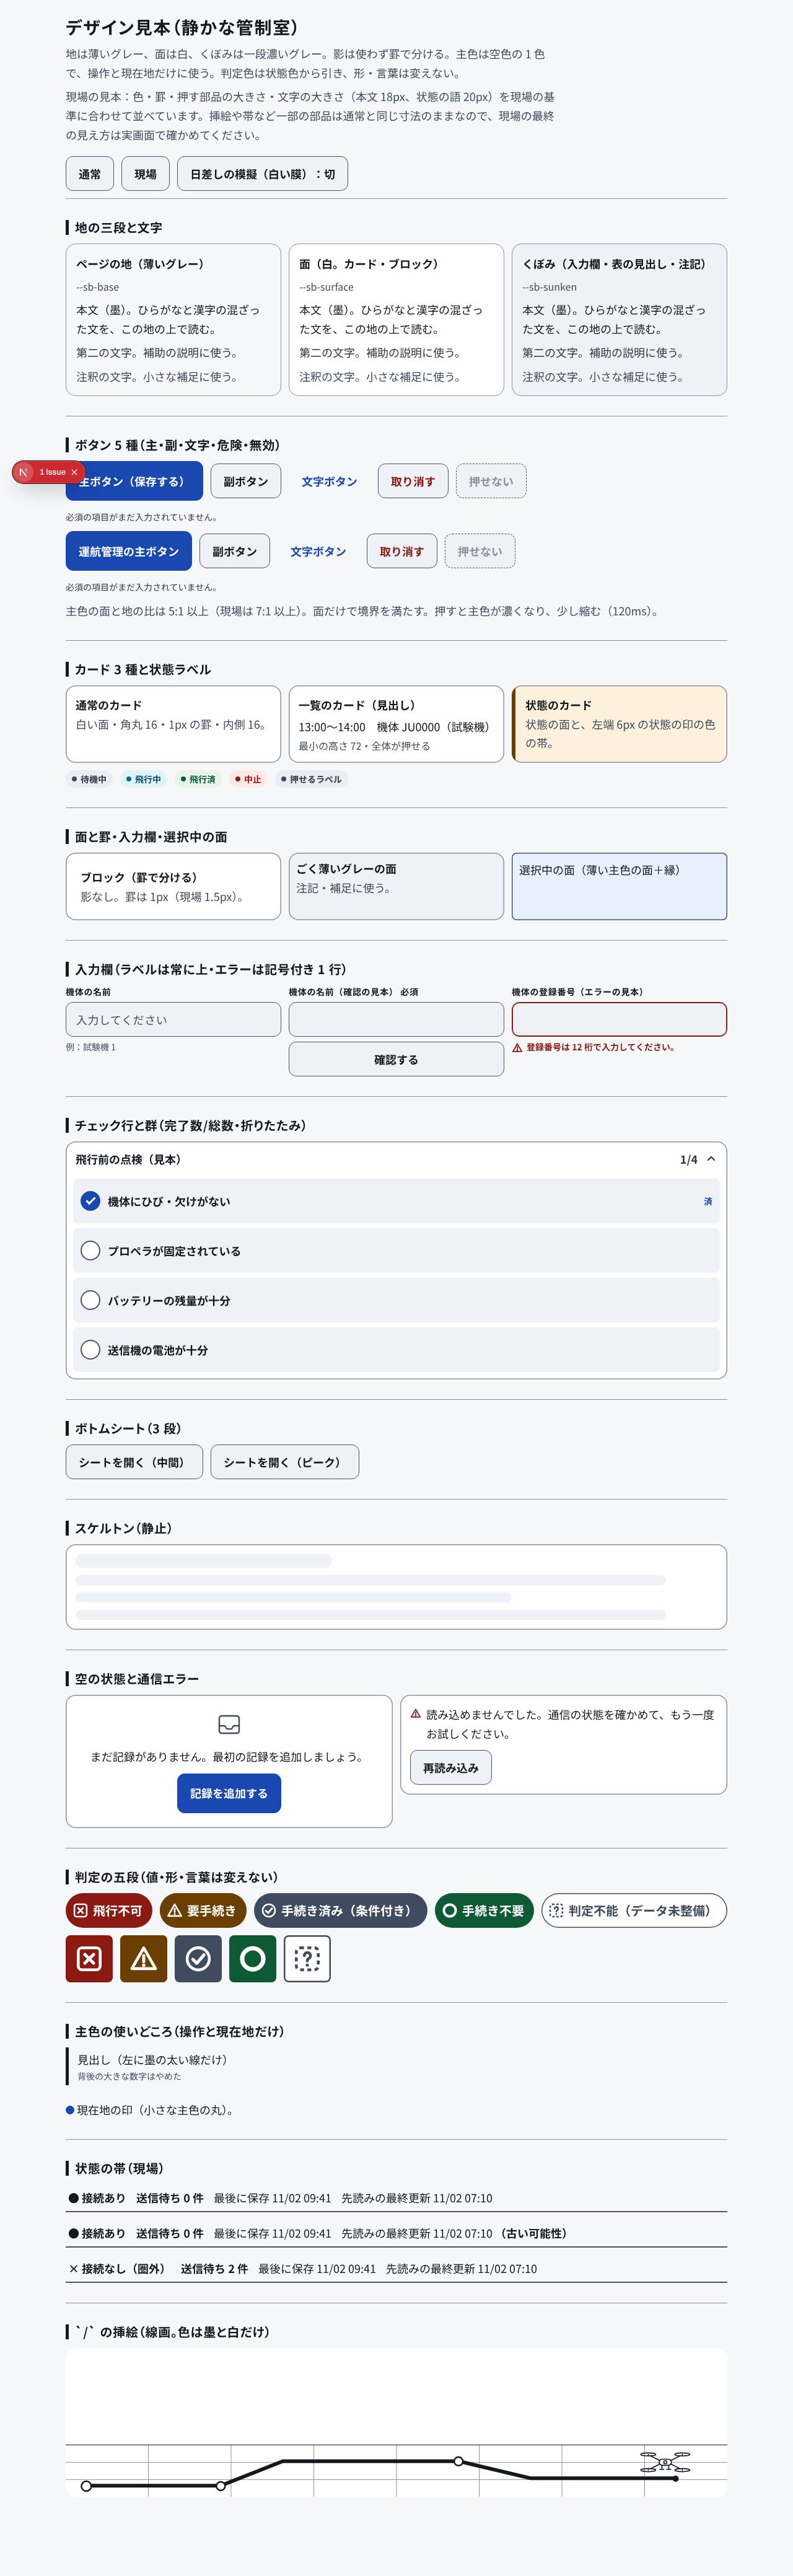 デザイン見本（静かな管制室）
地は薄いグレー、面は白、くぼみは一段濃いグレー。影は使わず罫で分ける。主色は空色の 1 色
で、操作と現在地だけに使う。判定色は状態色から引き、形・言葉は変えない。
現場の見本：色・罫・押す部品の大きさ・文字の大きさ（本文 18px、状態の語 20px）を現場の基
準に合わせて並べています。挿絵や帯など一部の部品は通常と同じ寸法のままなので、現場の最終
の見え方は実画面で確かめてください。
通常
現場
日差しの模擬（白い膜）：切
地の三段と文字
ページの地（薄いグレー）
--sb-base
本文（墨）。ひらがなと漢字の混ざっ
た文を、この地の上で読む。
第二の文字。補助の説明に使う。
注釈の文字。小さな補足に使う。
面（白。カード・ブロック）
--sb-surface
本文（墨）。ひらがなと漢字の混ざっ
た文を、この地の上で読む。
第二の文字。補助の説明に使う。
注釈の文字。小さな補足に使う。
くぼみ（入力欄・表の見出し・注記）
--sb-sunken
本文（墨）。ひらがなと漢字の混ざっ
た文を、この地の上で読む。
第二の文字。補助の説明に使う。
注釈の文字。小さな補足に使う。
ボタン 5 種（主・副・文字・危険・無効）
N 1 Issue ×
主ボタン（保存する）
副ボタン
文字ボタン
取り消す
押せない
必須の項目がまだ入力されていません。
運航管理の主ボタン
副ボタン
文字ボタン
取り消す
押せない
必須の項目がまだ入力されていません。
主色の面と地の比は 5:1 以上（現場は 7:1 以上）。面だけで境界を満たす。押すと主色が濃くなり、少し縮む（120ms）。
カード 3 種と状態ラベル
通常のカード
白い面・角丸 16・1px の罫・内側 16。
一覧のカード（見出し）
13:00〜14:00　機体 JU0000（試験機）
最小の高さ 72・全体が押せる
状態のカード
状態の面と、左端 6px の状態の印の色
の帯。
待機中
飛行中
飛行済
中止
押せるラベル
面と罫・入力欄・選択中の面
ブロック（罫で分ける）
影なし。罫は 1px（現場 1.5px）。
ごく薄いグレーの面
注記・補足に使う。
選択中の面（薄い主色の面＋縁）
入力欄（ラベルは常に上・エラーは記号付き 1 行）
機体の名前
入力してください
例：試験機 1
機体の名前（確認の見本） 必須
確認する
機体の登録番号（エラーの見本）
登録番号は 12 桁で入力してください。
チェック行と群（完了数/総数・折りたたみ）
飛行前の点検（見本）
1/4
機体にひび・欠けがない
済
プロペラが固定されている
バッテリーの残量が十分
送信機の電池が十分
ボトムシート（3 段）
シートを開く（中間）
シートを開く（ピーク）
スケルトン（静止）
空の状態と通信エラー
まだ記録がありません。最初の記録を追加しましょう。
記録を追加する
読み込めませんでした。通信の状態を確かめて、もう一度
お試しください。
再読み込み
判定の五段（値・形・言葉は変えない）
飛行不可
要手続き
手続き済み（条件付き）
手続き不要
判定不能（データ未整備）
主色の使いどころ（操作と現在地だけ）
見出し（左に墨の太い線だけ）
背後の大きな数字はやめた
現在地の印（小さな主色の丸）。
状態の帯（現場）
● 接続あり　送信待ち 0 件　最後に保存 11/02 09:41　先読みの最終更新 11/02 07:10
● 接続あり　送信待ち 0 件　最後に保存 11/02 09:41　先読みの最終更新 11/02 07:10 （古い可能性）
× 接続なし（圏外）　送信待ち 2 件　最後に保存 11/02 09:41　先読みの最終更新 11/02 07:10
`/` の挿絵（線画。色は墨と白だけ）